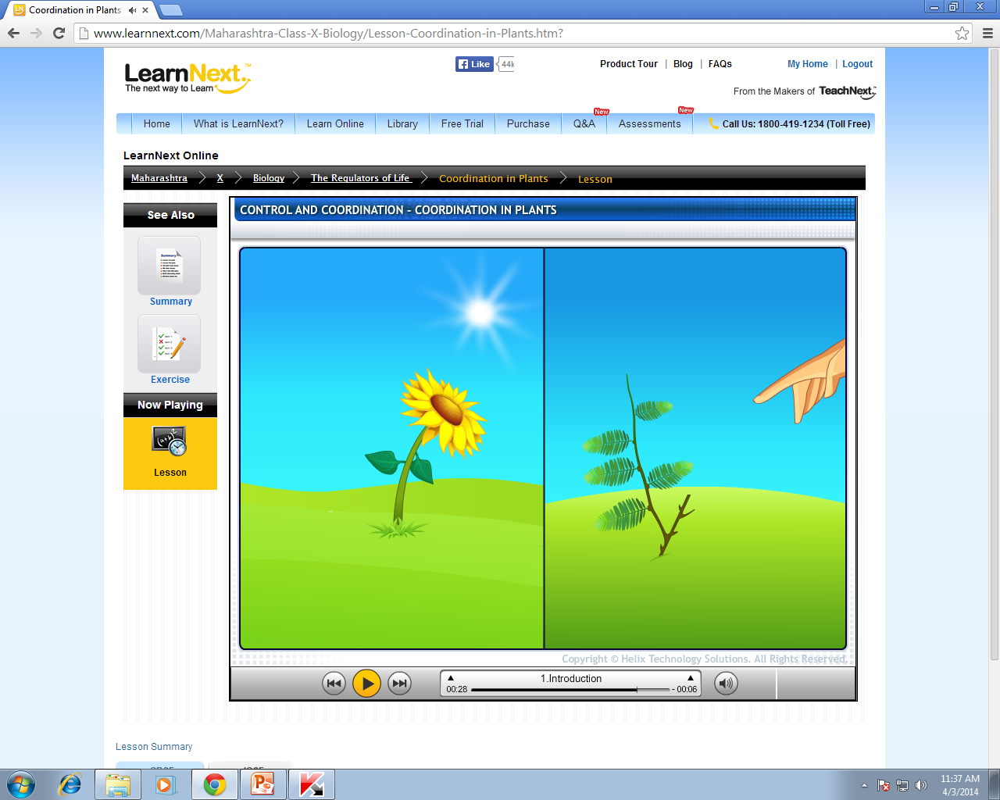 Coordination in Plants
www.learnnext.com/Maharashtra-Class-X-Biology/Lesson-Coordination-in-Plants.htm?
LearnNext.™
The next way to Learn
Like 44k
Product Tour | Blog | FAQs
My Home | Logout
From the Makers of TeachNext.
Home What is LearnNext? Learn Online Library Free Trial Purchase Q&A New Assessments New Call Us: 1800-419-1234 (Toll Free)
LearnNext Online
Maharashtra X Biology The Regulators of Life Coordination in Plants Lesson
See Also
Summary
Summary
Exercise
Now Playing
Lesson
CONTROL AND COORDINATION - COORDINATION IN PLANTS
Copyright © Helix Technology Solutions. All Rights Reserved.
1.Introduction
00:28 - 00:06
Lesson Summary
11:37 AM
4/3/2014